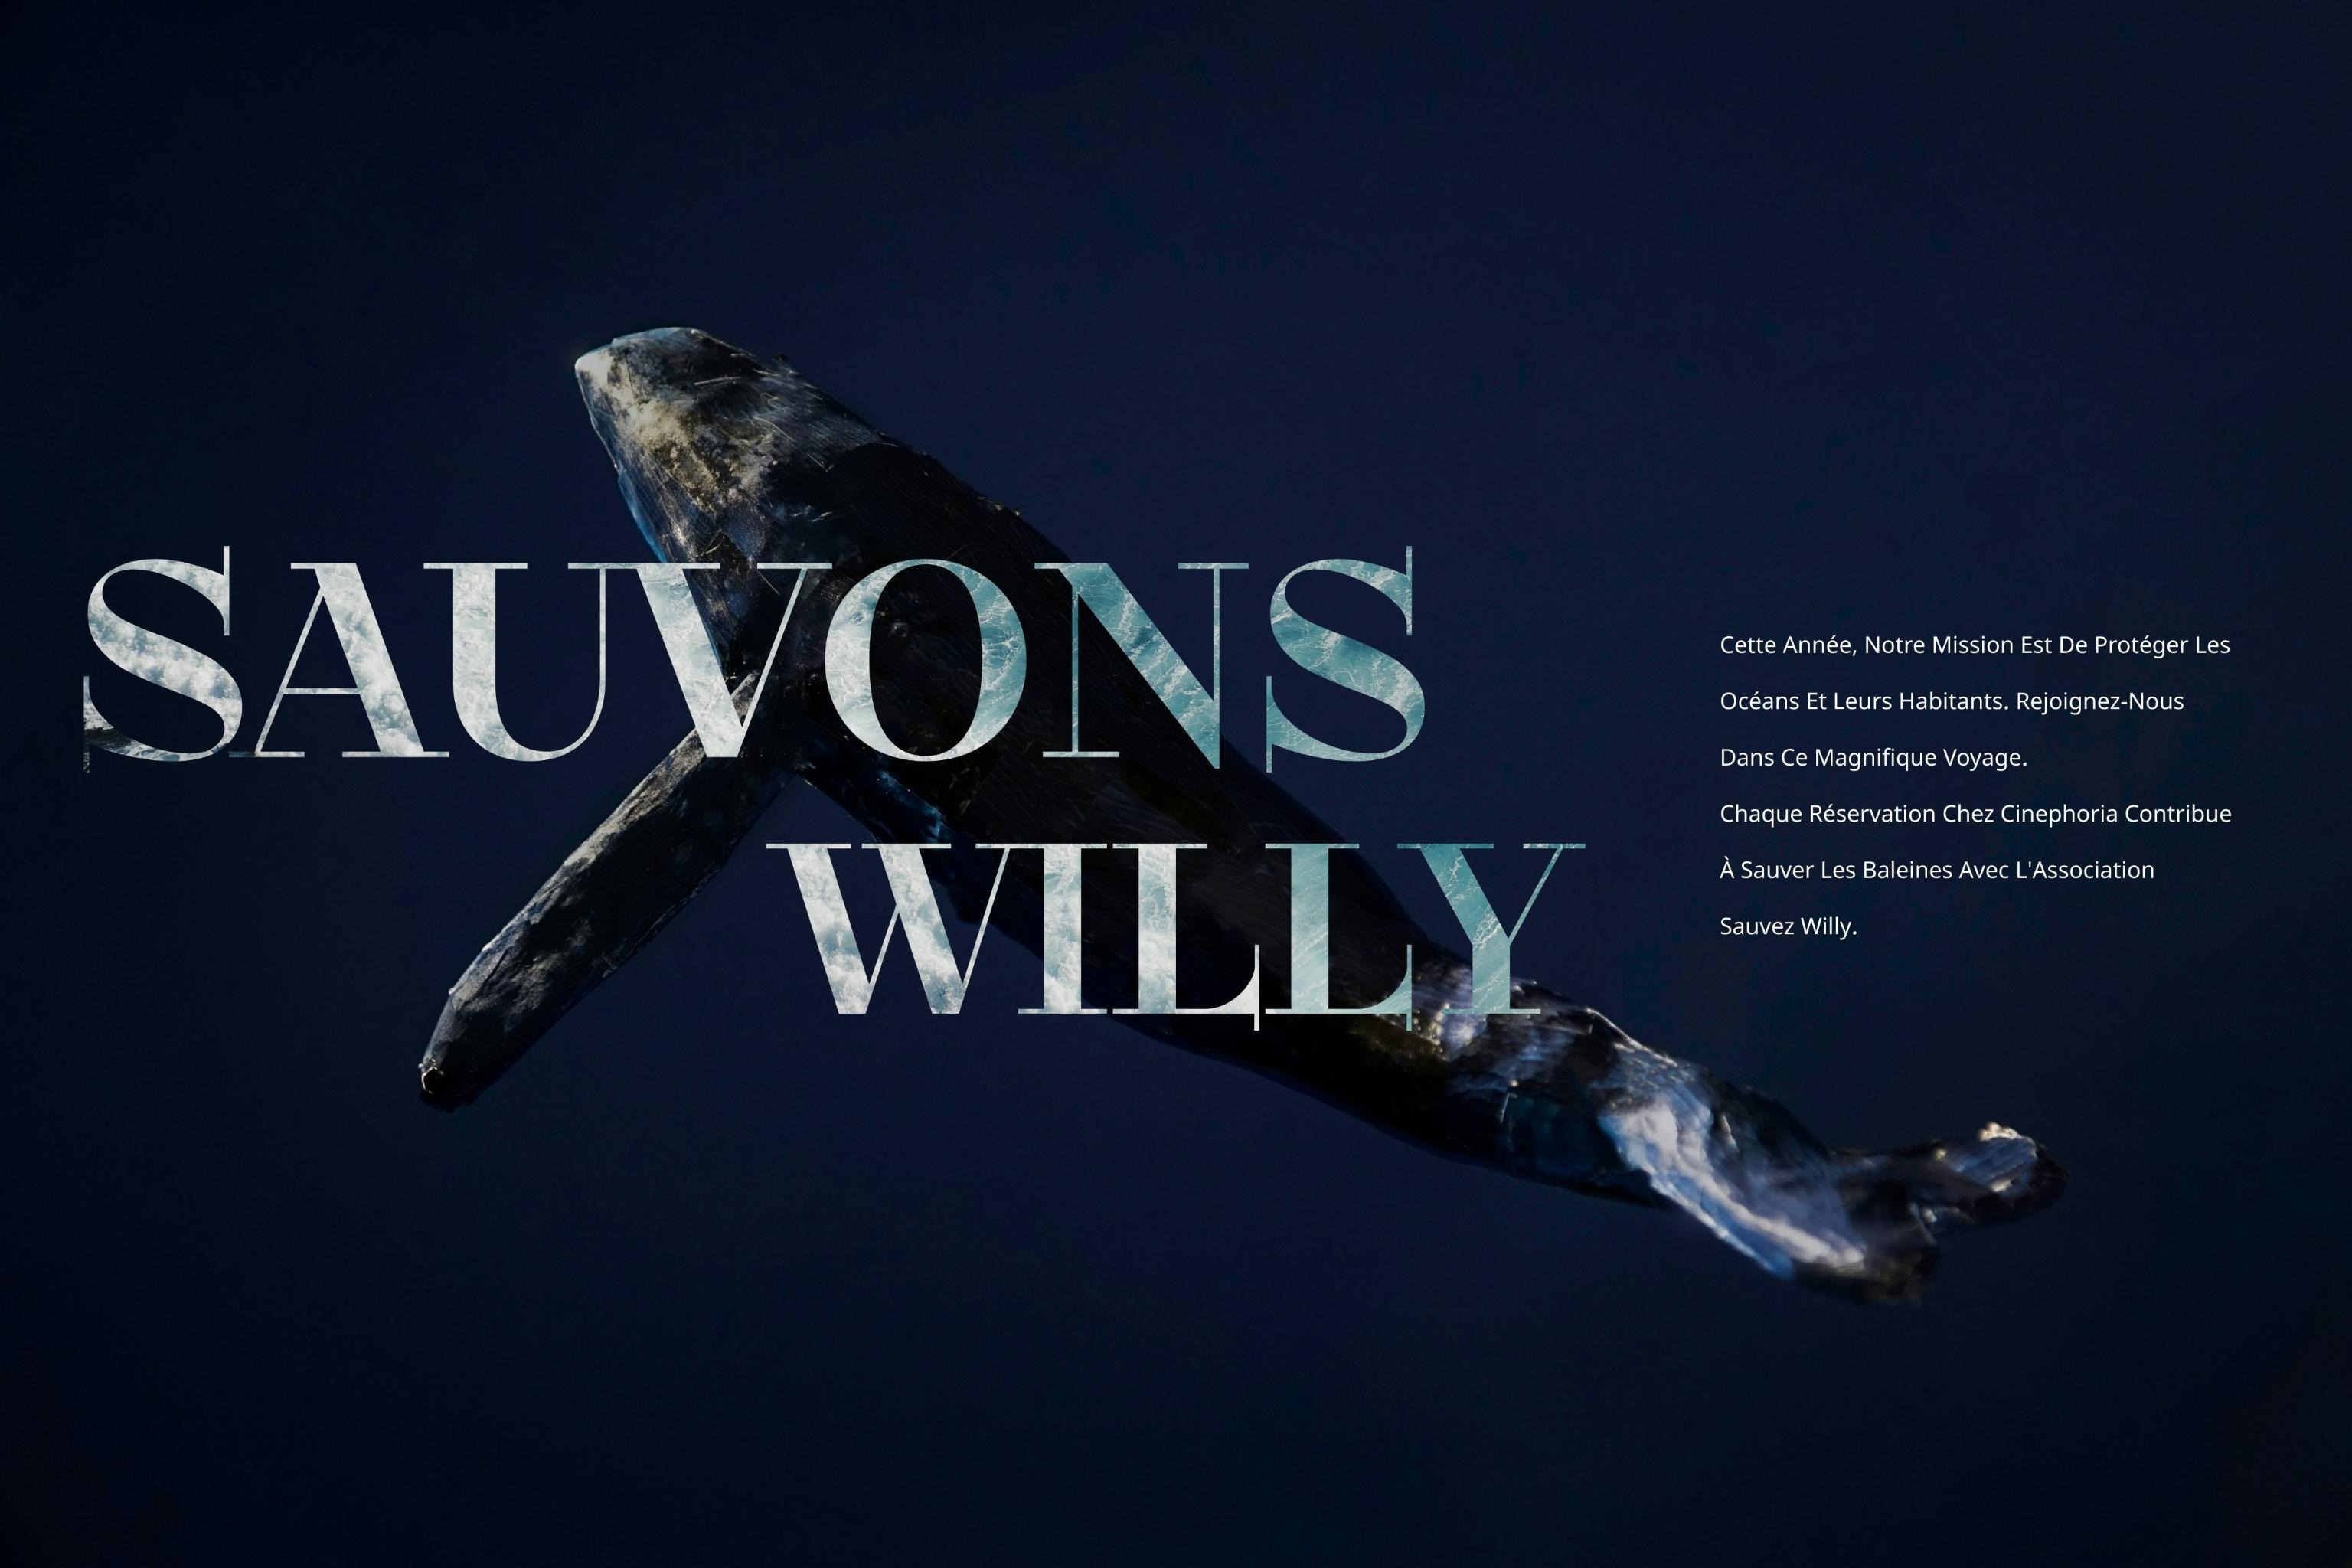 SAUVONS
WILLY
Cette Année, Notre Mission Est De Protéger Les
Océans Et Leurs Habitants. Rejoignez-Nous
Dans Ce Magnifique Voyage.
Chaque Réservation Chez Cinephoria Contribue
À Sauver Les Baleines Avec L'Association
Sauvez Willy.